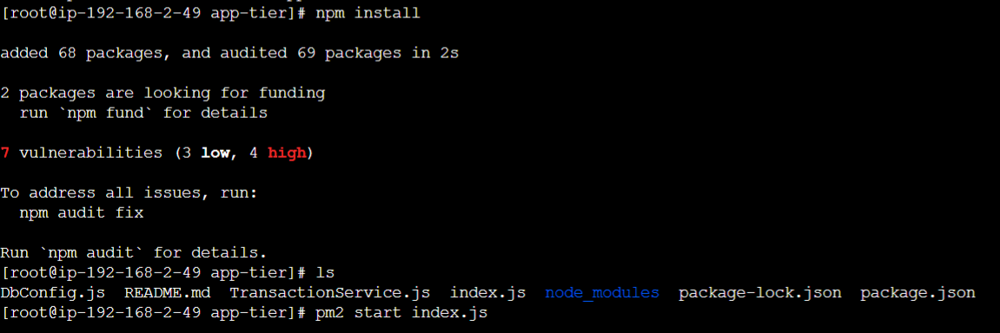 [root@ip-192-168-2-49 app-tier]# npm install
added 68 packages, and audited 69 packages in 2s
2 packages are looking for funding
  run `npm fund` for details
7 vulnerabilities (3 low, 4 high)
To address all issues, run:
  npm audit fix
Run `npm audit` for details.
[root@ip-192-168-2-49 app-tier]# ls
DbConfig.js  README.md  TransactionService.js  index.js  node_modules  package-lock.json  package.json
[root@ip-192-168-2-49 app-tier]# pm2 start index.js